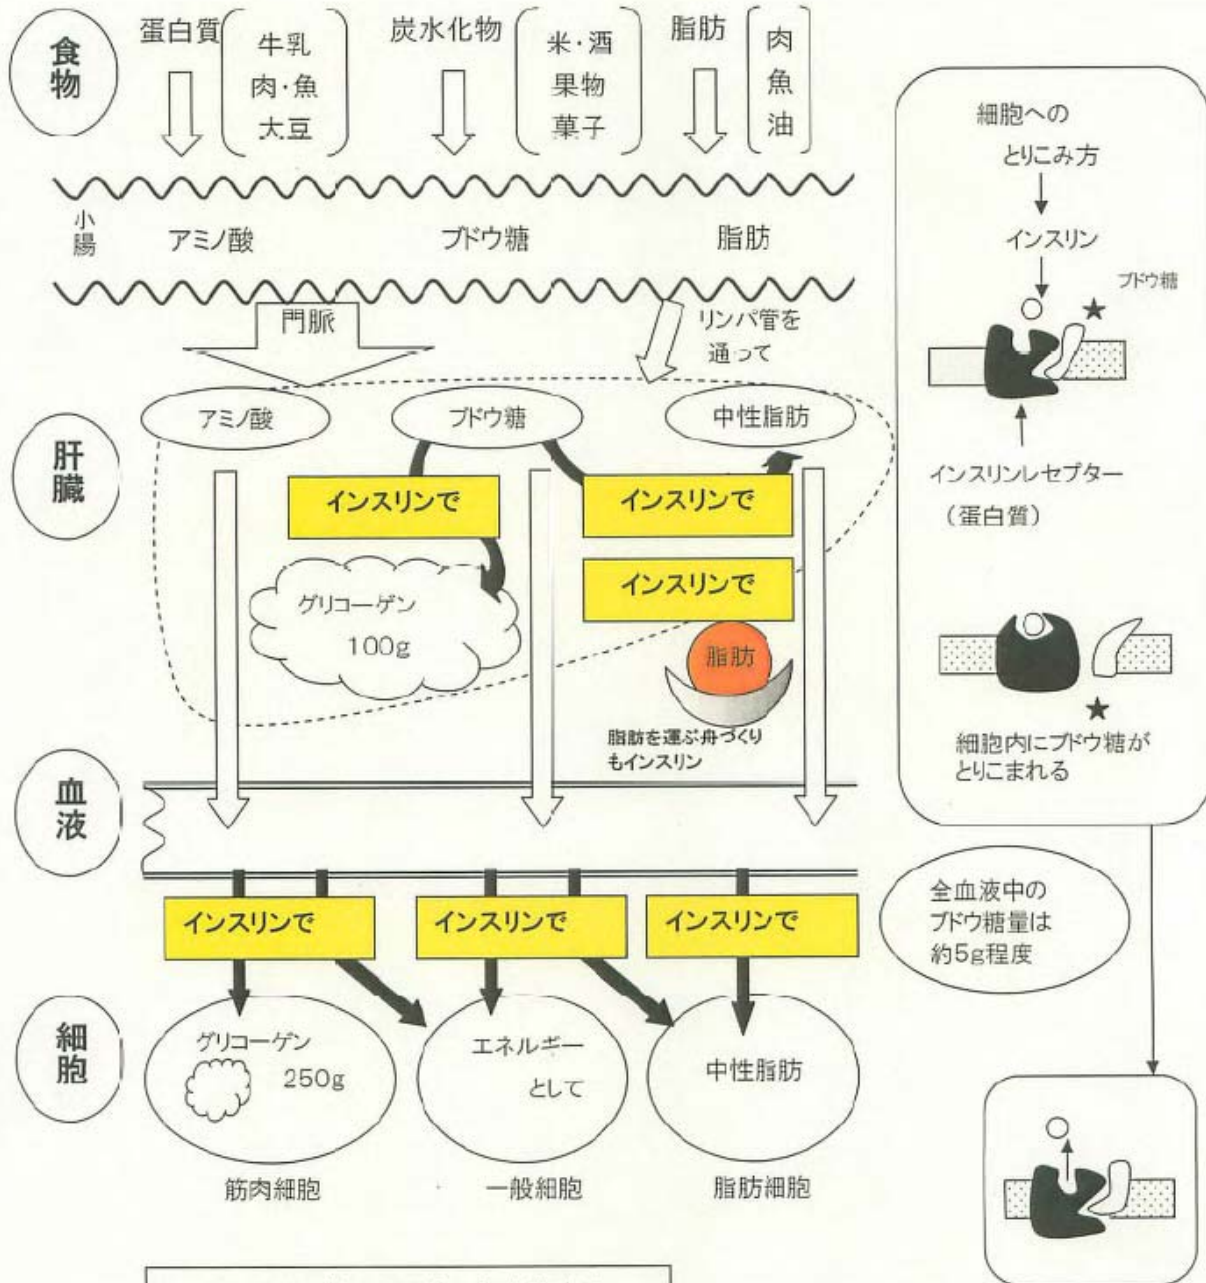 食物
蛋白質
牛乳
肉・魚
大豆
炭水化物
米・酒
果物
菓子
脂肪
肉
魚
油
小腸
アミノ酸
ブドウ糖
脂肪
門脈
リンパ管を
通って
肝臓
アミノ酸
ブドウ糖
中性脂肪
インスリンで
インスリンで
インスリンで
グリコーゲン
100g
脂肪
脂肪を運ぶ舟づくり
もインスリン
血液
インスリンで
インスリンで
インスリンで
細胞
グリコーゲン
250g
エネルギー
として
中性脂肪
筋肉細胞
一般細胞
脂肪細胞
細胞への
とりこみ方
インスリン
ブドウ糖
インスリンレセプター
(蛋白質)
細胞内にブドウ糖が
とりこまれる
全血液中の
ブドウ糖量は
約5g程度